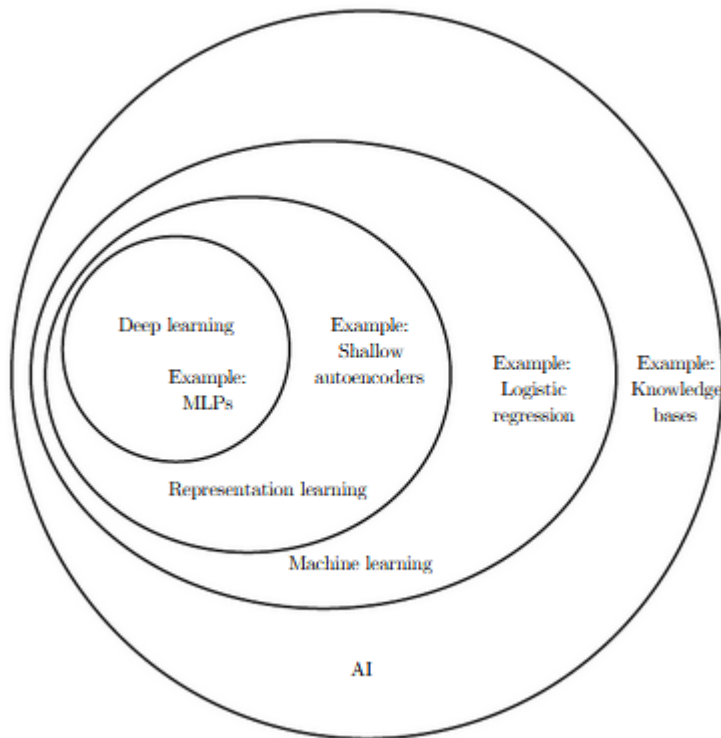 Deep learning
Example:
MLPs
Example:
Shallow
autoencoders
Example:
Logistic
regression
Example:
Knowledge
bases
Representation learning
Machine learning
AI